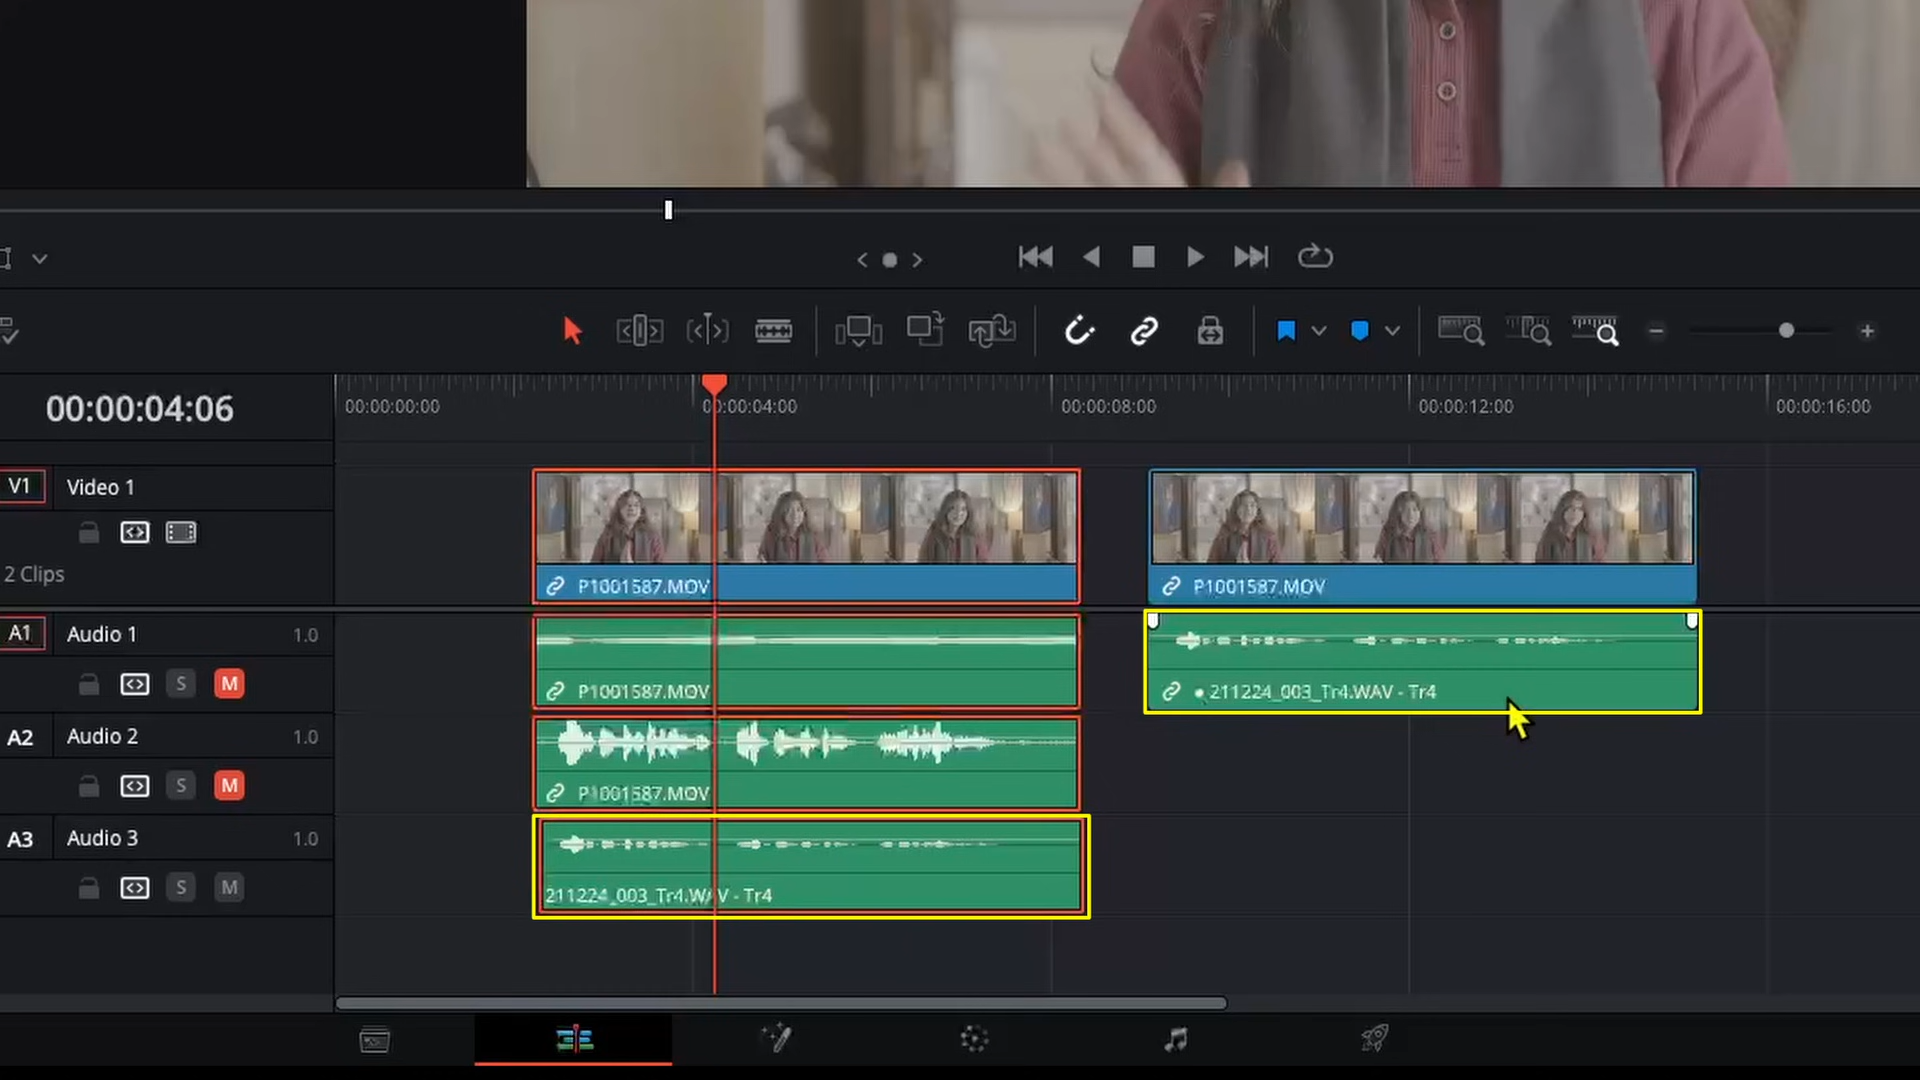 00:00:04:06
00:00:00:00
00:00:04:00
00:00:08:00
00:00:12:00
00:00:16:00
V1 Video 1
2 Clips
P1001587.MOV
P1001587.MOV
A1 Audio 1 1.0
S M
P1001587.MOV
211224_003_Tr4.WAV - Tr4
A2 Audio 2 1.0
S M
P1001587.MOV
A3 Audio 3 1.0
S M
211224_003_Tr4.WAV - Tr4